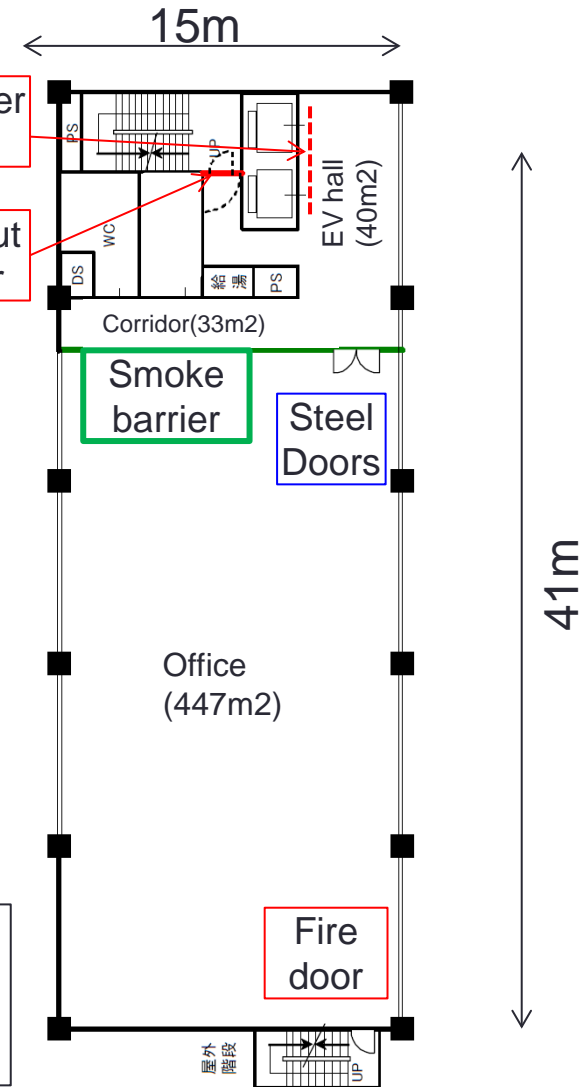 15m
er
PS
UP
EV hall
(40m2)
ut
WC
DS
給
湯
PS
Corridor(33m2)
Smoke
barrier
Steel
Doors
41m
Office
(447m2)
Fire
door
屋外
階段
UP